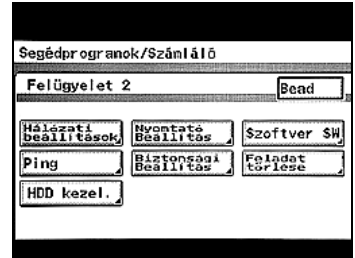 Segédprogramok/Számláló
Felügyelet 2
Bead
Hálózati
beállítások
Nyomtató
Beállítás
Szoftver SW
Ping
Biztonsági
Beállítás
Feladat
törlése
HDD kezel.